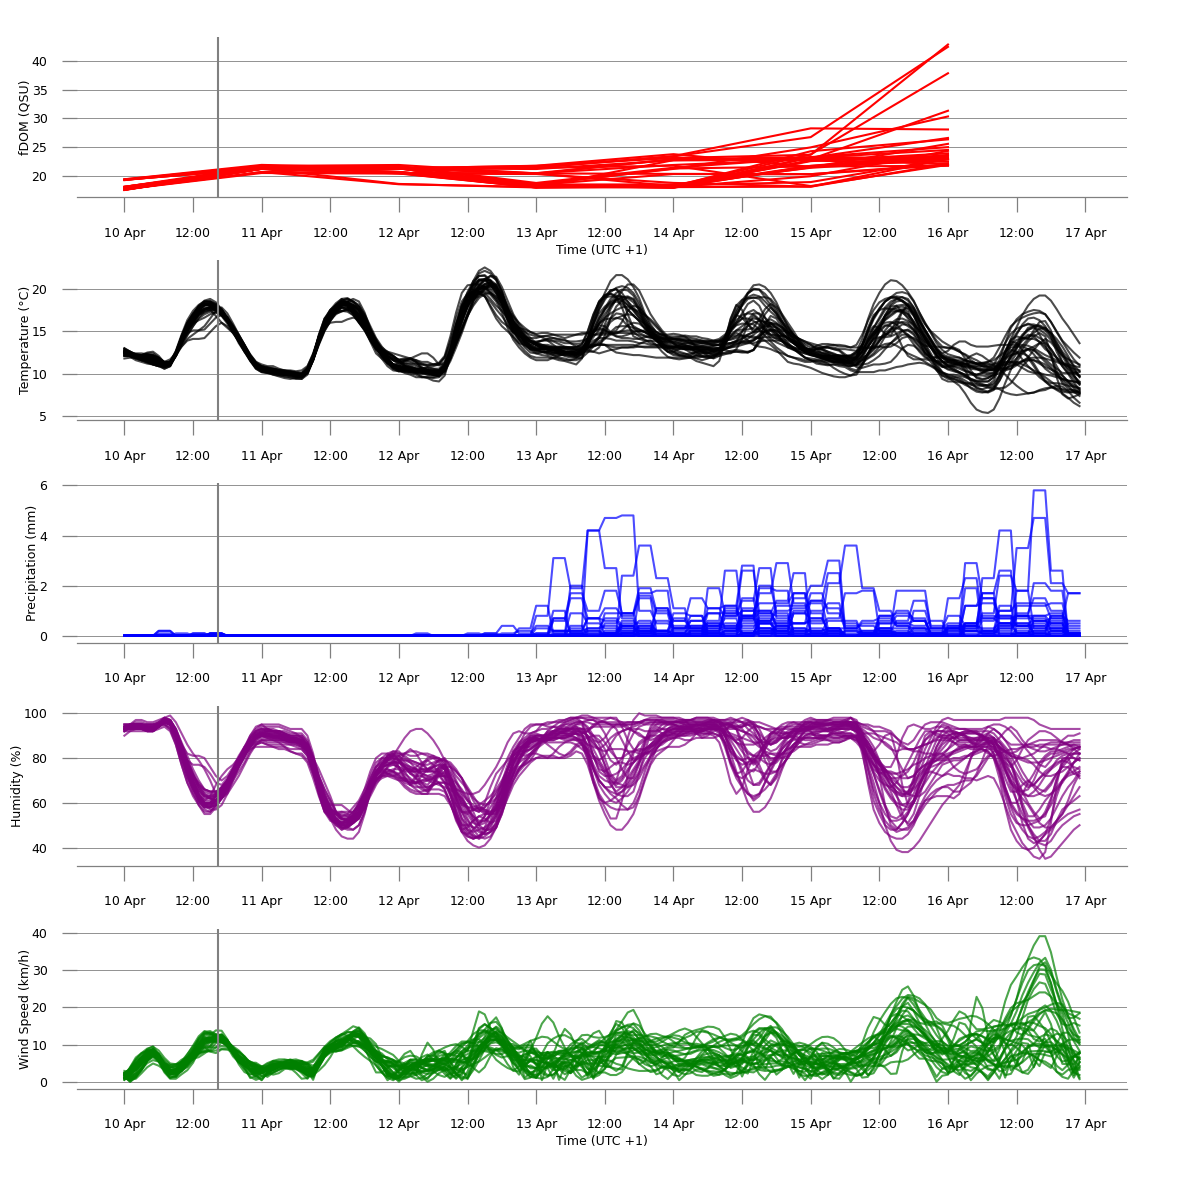 fDOM (QSU)
40
35
30
25
20
10 Apr 12:00 11 Apr 12:00 12 Apr 12:00 13 Apr 12:00 14 Apr 12:00 15 Apr 12:00 16 Apr 12:00 17 Apr
Time (UTC +1)
Temperature (°C)
20
15
10
5
10 Apr 12:00 11 Apr 12:00 12 Apr 12:00 13 Apr 12:00 14 Apr 12:00 15 Apr 12:00 16 Apr 12:00 17 Apr
Precipitation (mm)
6
4
2
0
10 Apr 12:00 11 Apr 12:00 12 Apr 12:00 13 Apr 12:00 14 Apr 12:00 15 Apr 12:00 16 Apr 12:00 17 Apr
Humidity (%)
100
80
60
40
10 Apr 12:00 11 Apr 12:00 12 Apr 12:00 13 Apr 12:00 14 Apr 12:00 15 Apr 12:00 16 Apr 12:00 17 Apr
Wind Speed (km/h)
40
30
20
10
0
10 Apr 12:00 11 Apr 12:00 12 Apr 12:00 13 Apr 12:00 14 Apr 12:00 15 Apr 12:00 16 Apr 12:00 17 Apr
Time (UTC +1)